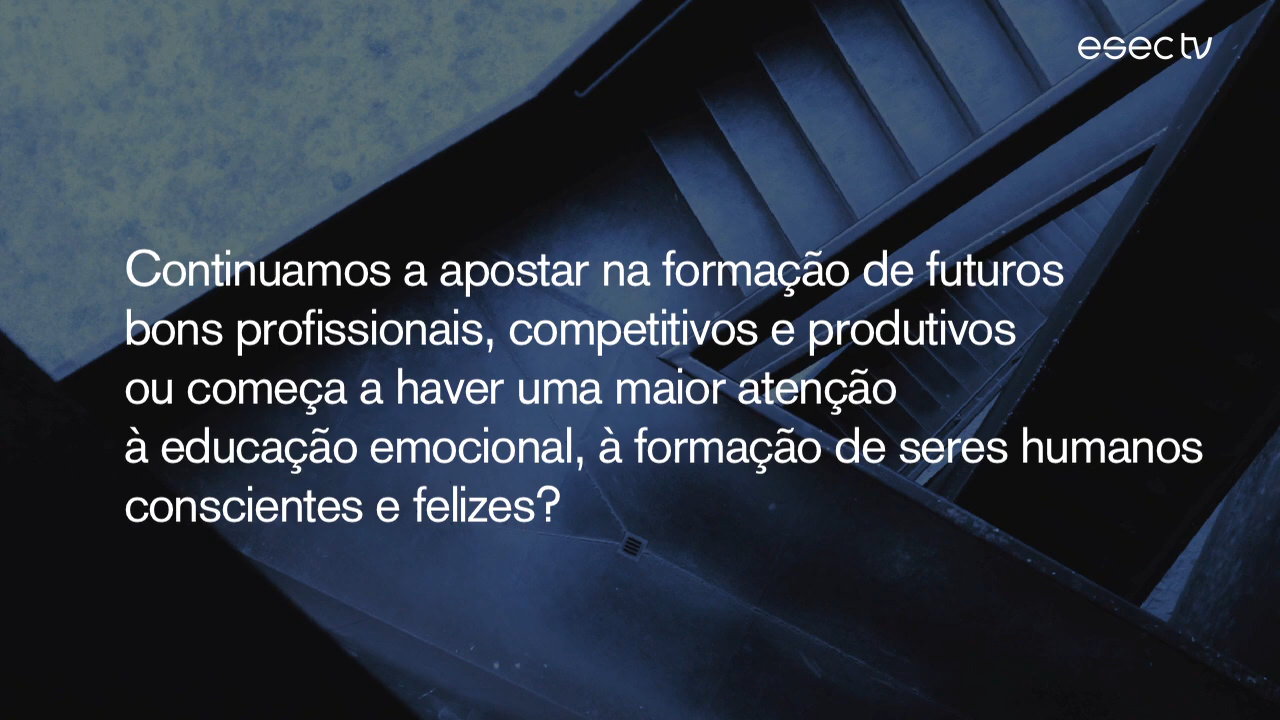 esec tv
Continuamos a apostar na formação de futuros
bons profissionais, competitivos e produtivos
ou começa a haver uma maior atenção
à educação emocional, à formação de seres humanos
conscientes e felizes?